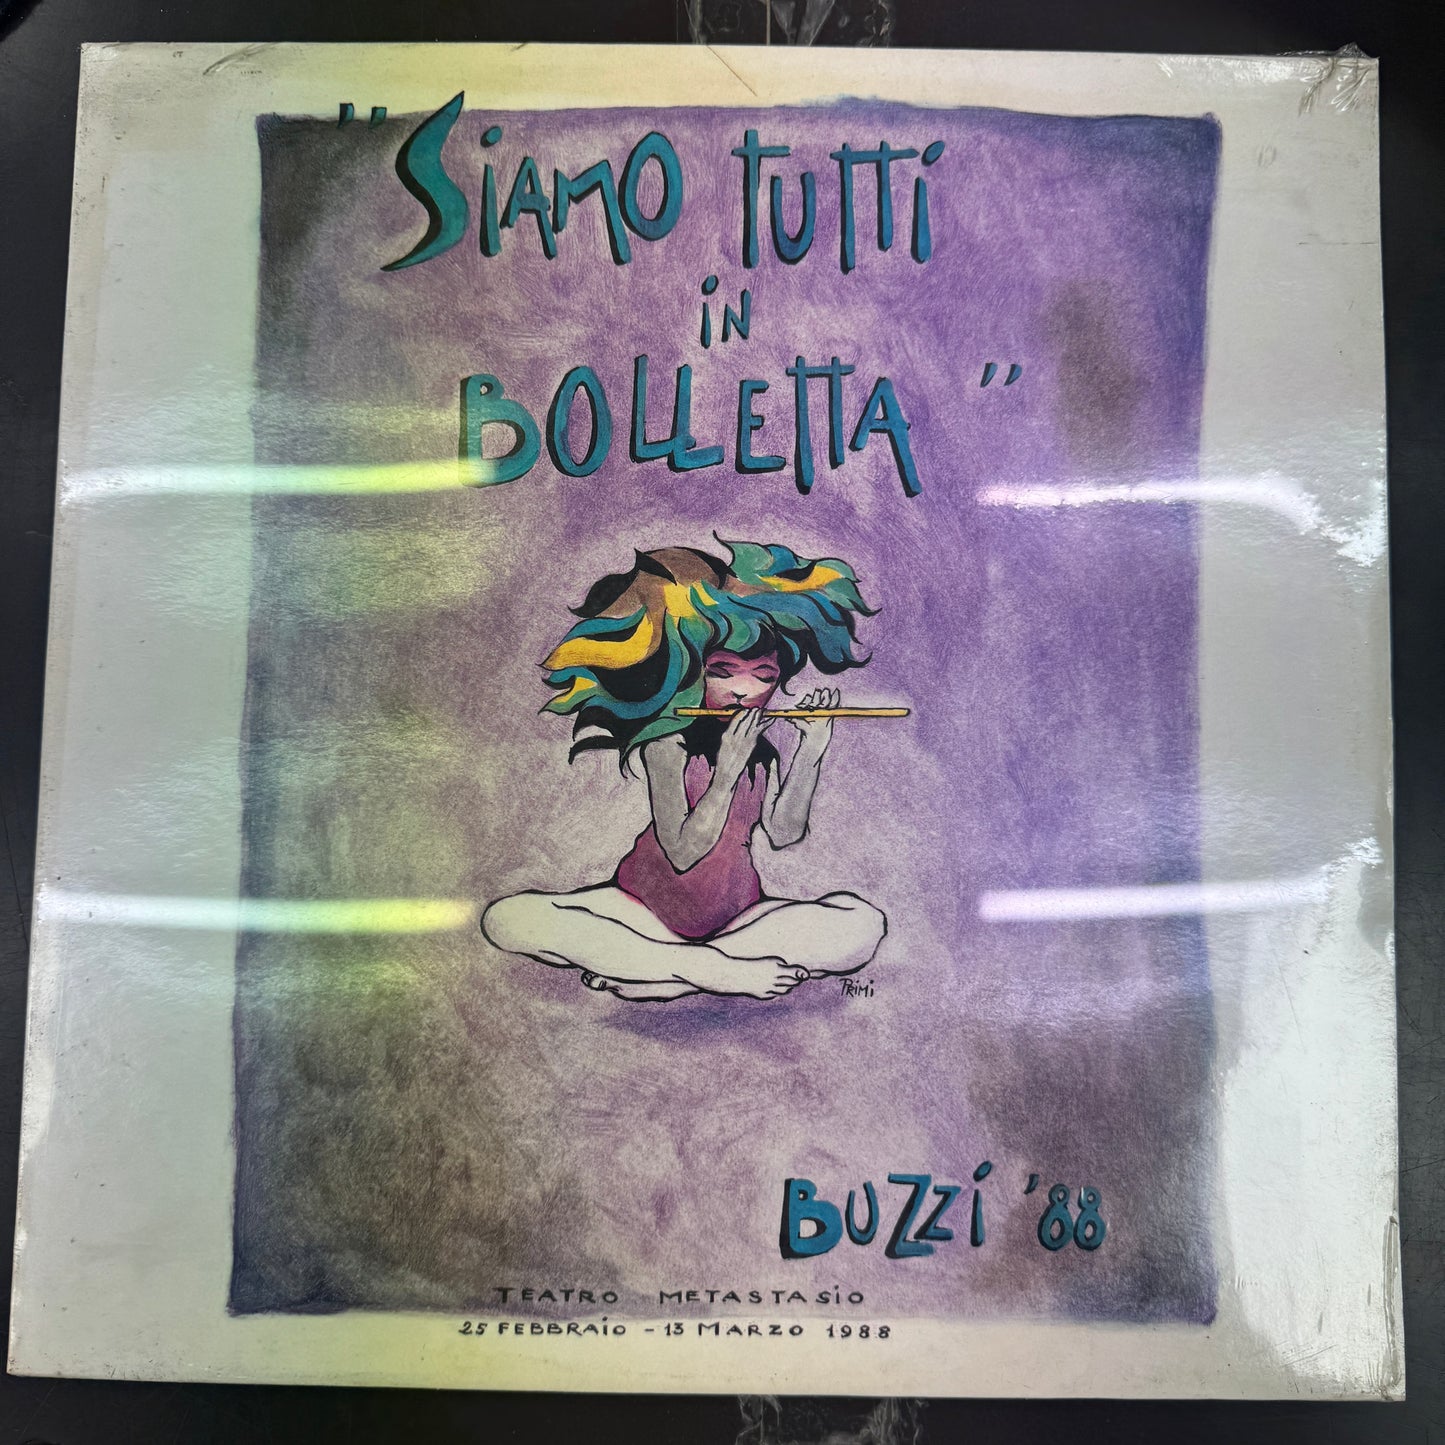 "SIAMO TUTTI
IN
BOLLETTA"
PRIMI
BUZZI '88
TEATRO METASTASIO
25 FEBBRAIO - 13 MARZO 1988